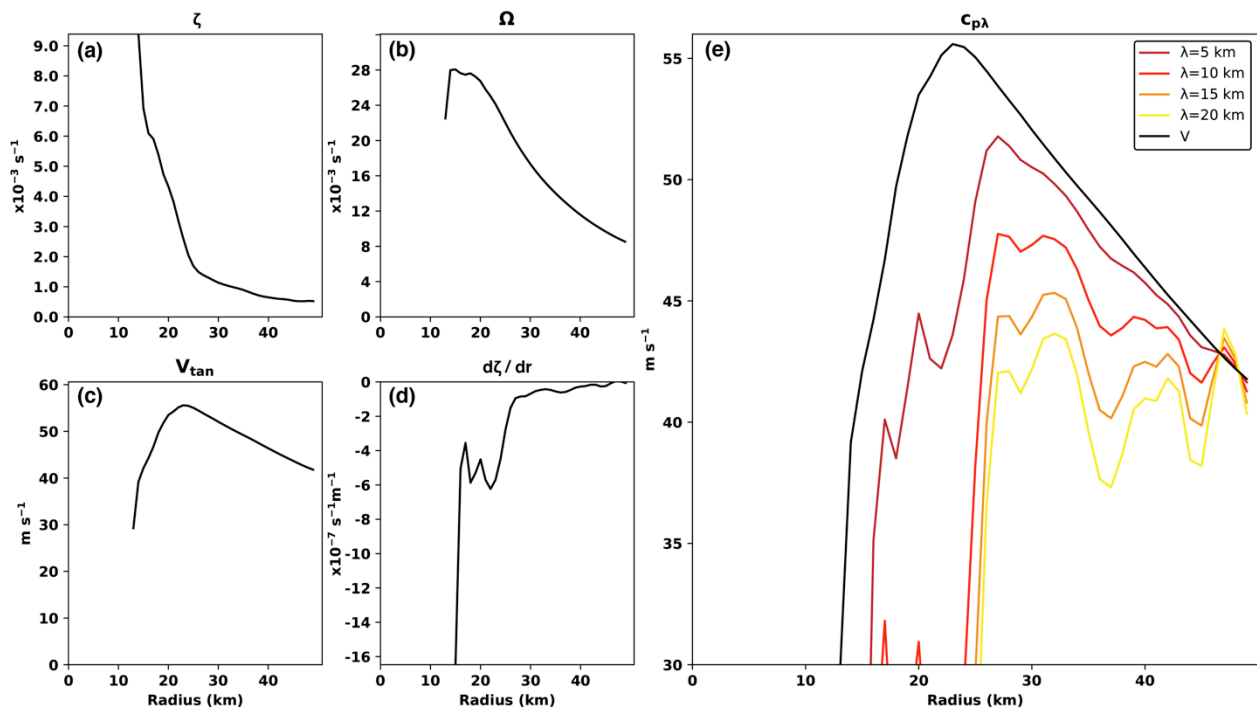 ζ
(a)
9.0
8.0
7.0
6.0
5.0
4.0
3.0
2.0
1.0
0.0
x10⁻³ s⁻¹
0 10 20 30 40
Ω
(b)
28
24
20
16
12
8
4
0
x10⁻³ s⁻¹
0 10 20 30 40
V_tan
(c)
60
50
40
30
20
10
0
m s⁻¹
0 10 20 30 40
Radius (km)
dζ / dr
(d)
0
-2
-4
-6
-8
-10
-12
-14
-16
x10⁻⁷ s⁻¹m⁻¹
0 10 20 30 40
Radius (km)
c_pλ
(e)
55
50
45
40
35
30
m s⁻¹
λ=5 km
λ=10 km
λ=15 km
λ=20 km
V
0 10 20 30 40
Radius (km)